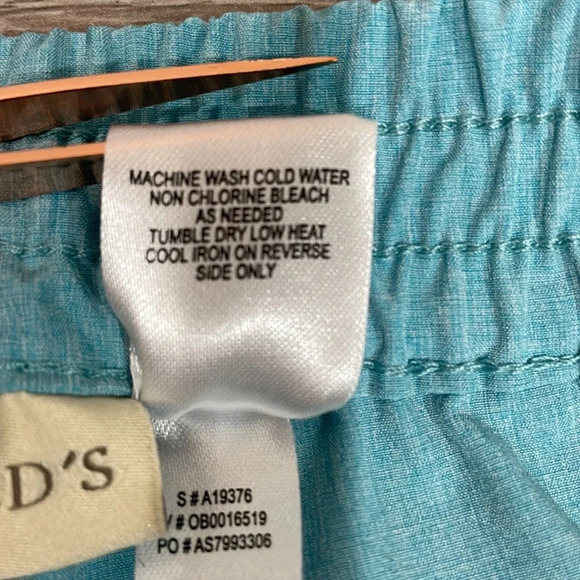 MACHINE WASH COLD WATER
NON CHLORINE BLEACH
AS NEEDED
TUMBLE DRY LOW HEAT
COOL IRON ON REVERSE
SIDE ONLY
D'S
S # A19376
# OB0016519
PO # AS7993306